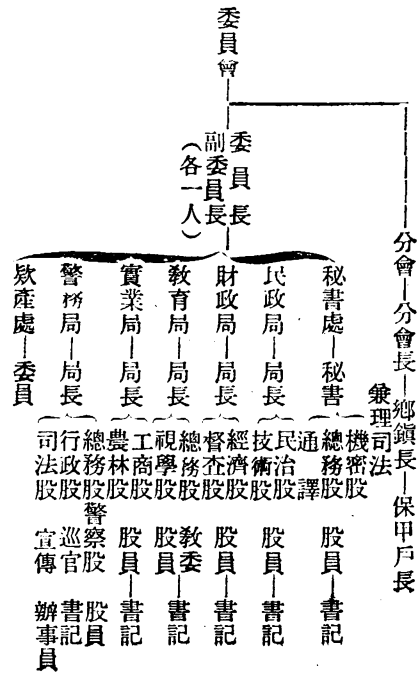 委員會
分會—分會長—鄉鎮長—保甲戶長
委員長
副委員長
（各一人）
秘書處—秘書
兼理司法
機密股
總務股 股員—書記
通譯
民政局—局長
民治股
技術股
股員—書記
財政局—局長
經濟股
督查股
股員—書記
教育局—局長
總務股 教委
視學股 股員
書記
實業局—局長
工商股
農林股
股員—書記
警務局—局長
總務股 警察股 股員
行政股 巡官 書記
司法股 宣傳 辦事員
欵產處—委員